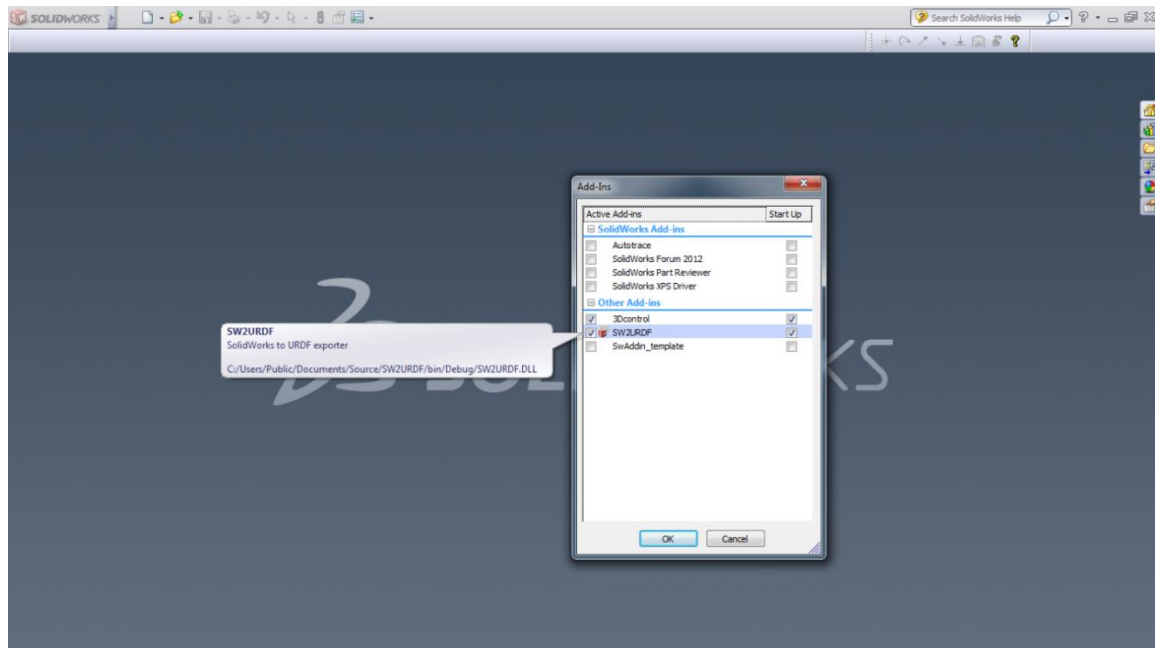 SOLIDWORKS
Search SolidWorks Help
Add-Ins
Active Add-ins Start Up
SolidWorks Add-ins
Autotrace
SolidWorks Forum 2012
SolidWorks Part Reviewer
SolidWorks XPS Driver
Other Add-ins
3Dcontrol
SW2URDF
SwAddin_template
SW2URDF
SolidWorks to URDF exporter
C:/Users/Public/Documents/Source/SW2URDF/bin/Debug/SW2URDF.DLL
OK Cancel